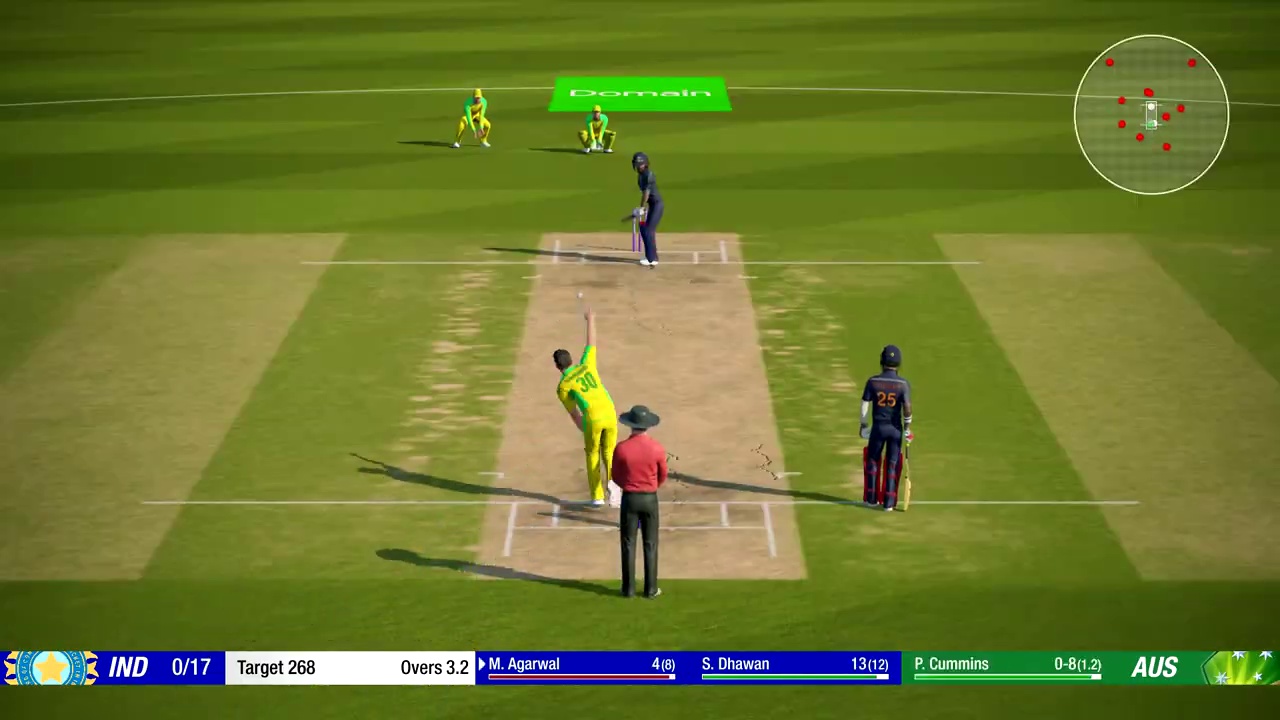 Domain
30
25
IND 0/17 Target 268 Overs 3.2 M. Agarwal 4(8) S. Dhawan 13(12) P. Cummins 0-8(1.2) AUS